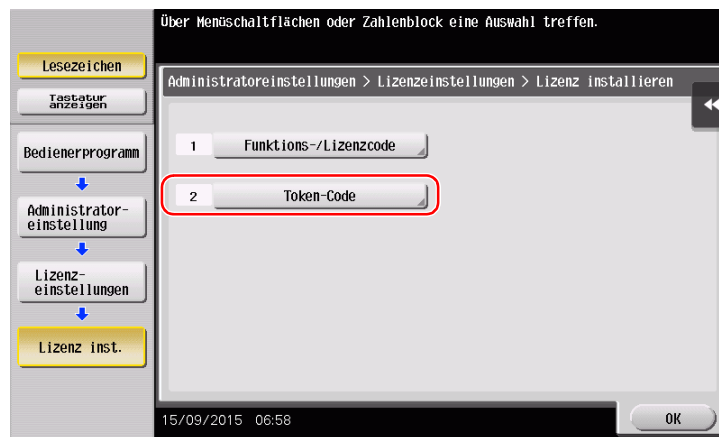 Über Menüschaltflächen oder Zahlenblock eine Auswahl treffen.
Lesezeichen
Tastatur
anzeigen
Bedienerprogramm
Administrator-
einstellung
Lizenz-
einstellungen
Lizenz inst.
Administratoreinstellungen > Lizenzeinstellungen > Lizenz installieren
1 Funktions-/Lizenzcode
2 Token-Code
15/09/2015 06:58
OK